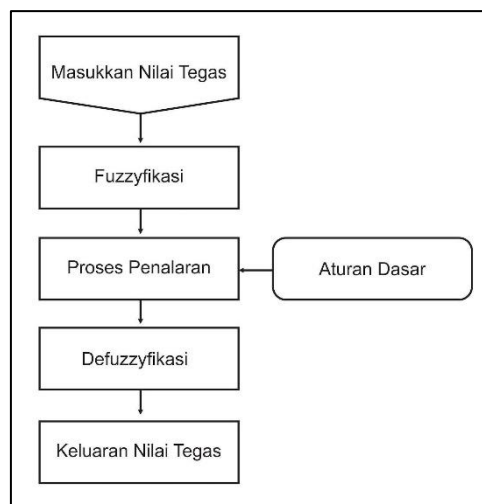 Masukkan Nilai Tegas
Fuzzyfikasi
Proses Penalaran
Aturan Dasar
Defuzzyfikasi
Keluaran Nilai Tegas